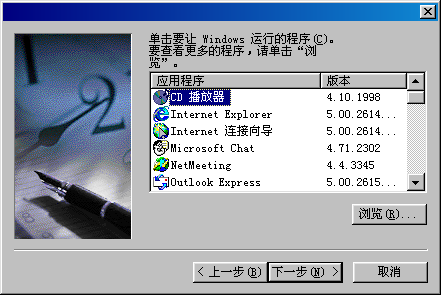 单击要让 Windows 运行的程序(C)。
要查看更多的程序，请单击“浏
览”。
应用程序 版本
CD 播放器 4.10.1998
Internet Explorer 5.00.2614...
Internet 连接向导 5.00.2614...
Microsoft Chat 4.71.2302
NetMeeting 4.4.3345
Outlook Express 5.00.2615...
浏览(R)...
< 上一步(B) 下一步(N) > 取消